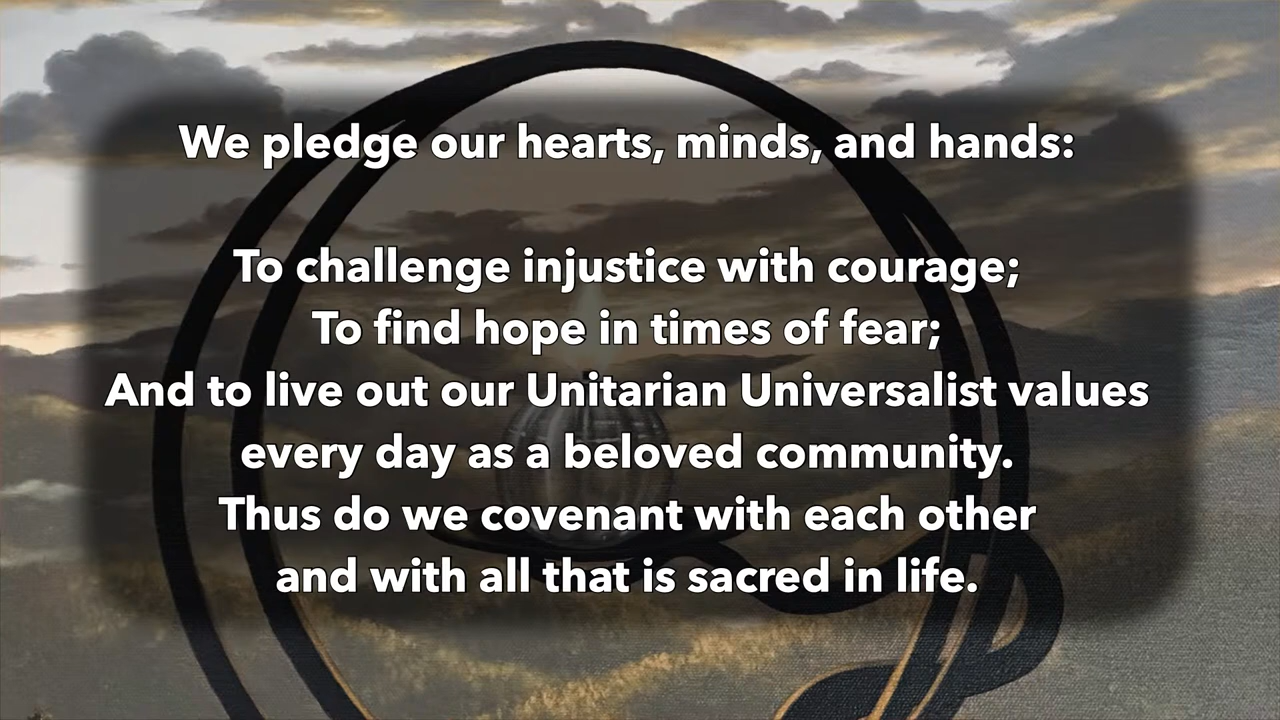 We pledge our hearts, minds, and hands:
To challenge injustice with courage;
To find hope in times of fear;
And to live out our Unitarian Universalist values
every day as a beloved community.
Thus do we covenant with each other
and with all that is sacred in life.